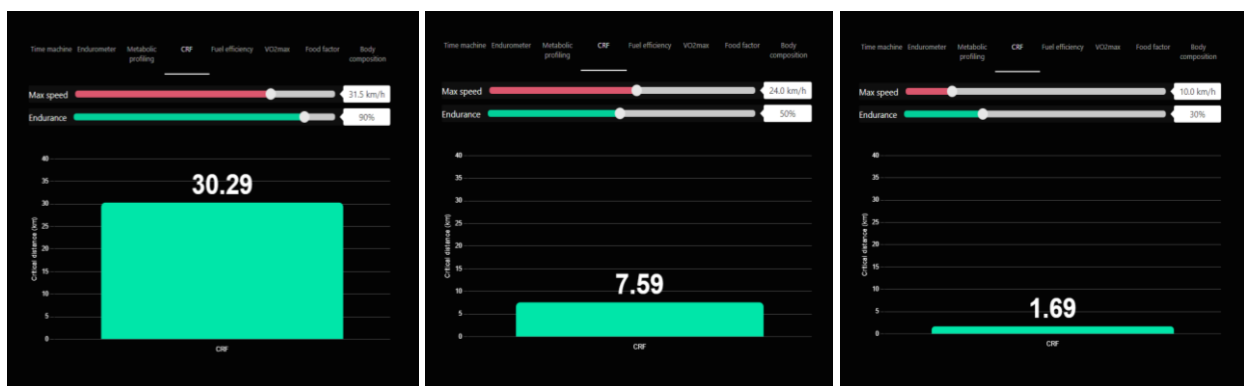 Time machine Endurometer Metabolic profiling CRF Fuel efficiency VO2max Food factor Body composition
Max speed 31.5 km/h
Endurance 90%
40
35
30.29
30
25
20
15
10
5
0
Critical distance (km)
CRF
Time machine Endurometer Metabolic profiling CRF Fuel efficiency VO2max Food factor Body composition
Max speed 24.0 km/h
Endurance 50%
40
35
30
25
20
15
7.59
10
5
0
Critical distance (km)
CRF
Time machine Endurometer Metabolic profiling CRF Fuel efficiency VO2max Food factor Body composition
Max speed 10.0 km/h
Endurance 30%
40
35
30
25
20
15
10
1.69
5
0
Critical distance (km)
CRF